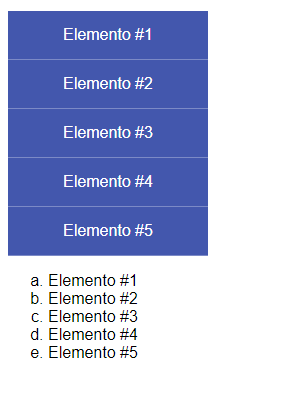 Elemento #1
Elemento #2
Elemento #3
Elemento #4
Elemento #5
a. Elemento #1
b. Elemento #2
c. Elemento #3
d. Elemento #4
e. Elemento #5